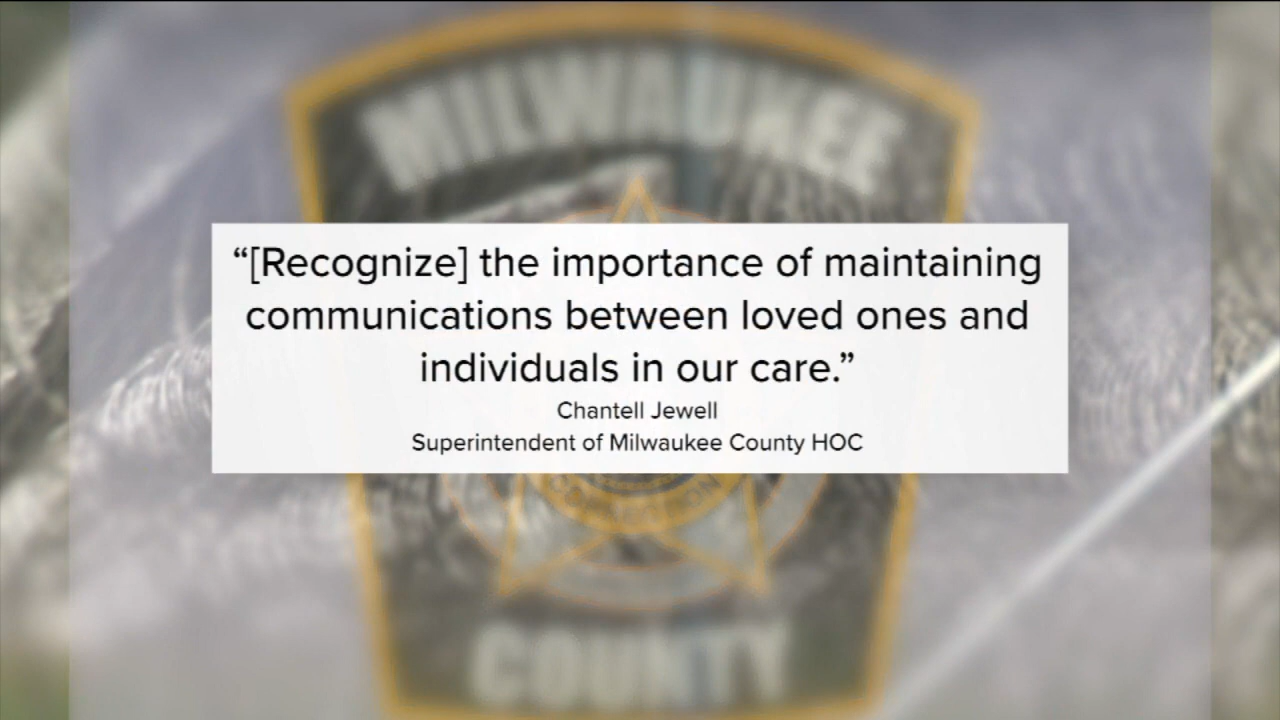 MILWAUKEE
“[Recognize] the importance of maintaining
communications between loved ones and
individuals in our care.”
Chantell Jewell
Superintendent of Milwaukee County HOC
COUNTY